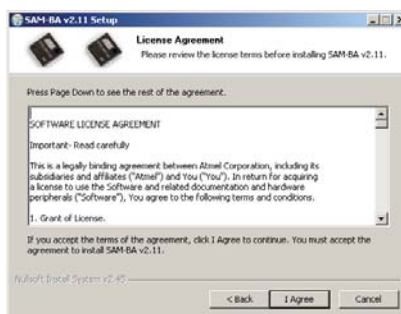 SAM-BA v2.11 Setup
License Agreement
Please review the license terms before installing SAM-BA v2.11.
Press Page Down to see the rest of the agreement.
SOFTWARE LICENSE AGREEMENT
Important- Read carefully
This is a legally binding agreement between Atmel Corporation, including its
subsidiaries and affiliates ("Atmel") and You ("You"). In return for acquiring
a license to use the Software and related documentation and hardware
peripherals ("Software"), You agree to the following terms and conditions.
1. Grant of License.
If you accept the terms of the agreement, click I Agree to continue. You must accept the
agreement to install SAM-BA v2.11.
Nullsoft Install System v2.45
< Back
I Agree
Cancel